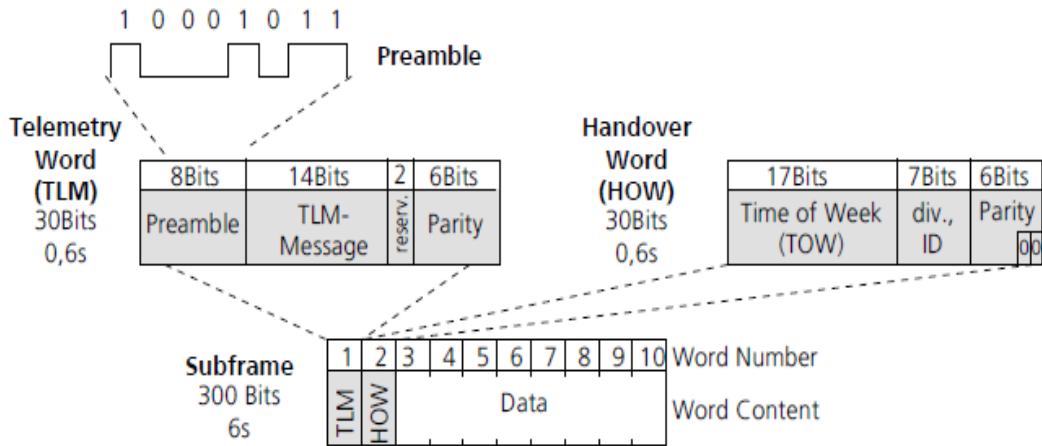 1 0 0 0 1 0 1 1
Preamble
Telemetry
Word
(TLM)
30Bits
0,6s
8Bits 14Bits 2 6Bits
Preamble TLM-Message reserv. Parity
Handover
Word
(HOW)
30Bits
0,6s
17Bits 7Bits 6Bits
Time of Week (TOW) div., ID Parity
0 0
Subframe
300 Bits
6s
1 2 3 4 5 6 7 8 9 10 Word Number
TLM HOW Data Word Content